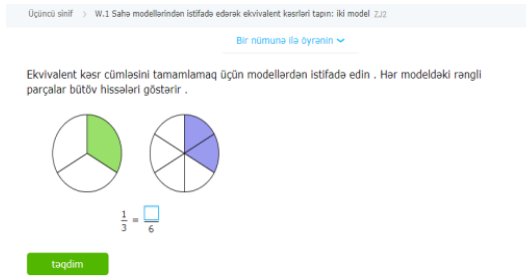 Üçüncü sinif > W.1 Sahə modellərindən istifadə edərək ekvivalent kəsrləri tapın: iki model ZJ2
Bir nümunə ilə öyrənin
Ekvivalent kəsr cümləsini tamamlamaq üçün modellərdən istifadə edin . Hər modeldəki rəngli
parçalar bütöv hissələri göstərir .
1/3 = □/6
təqdim